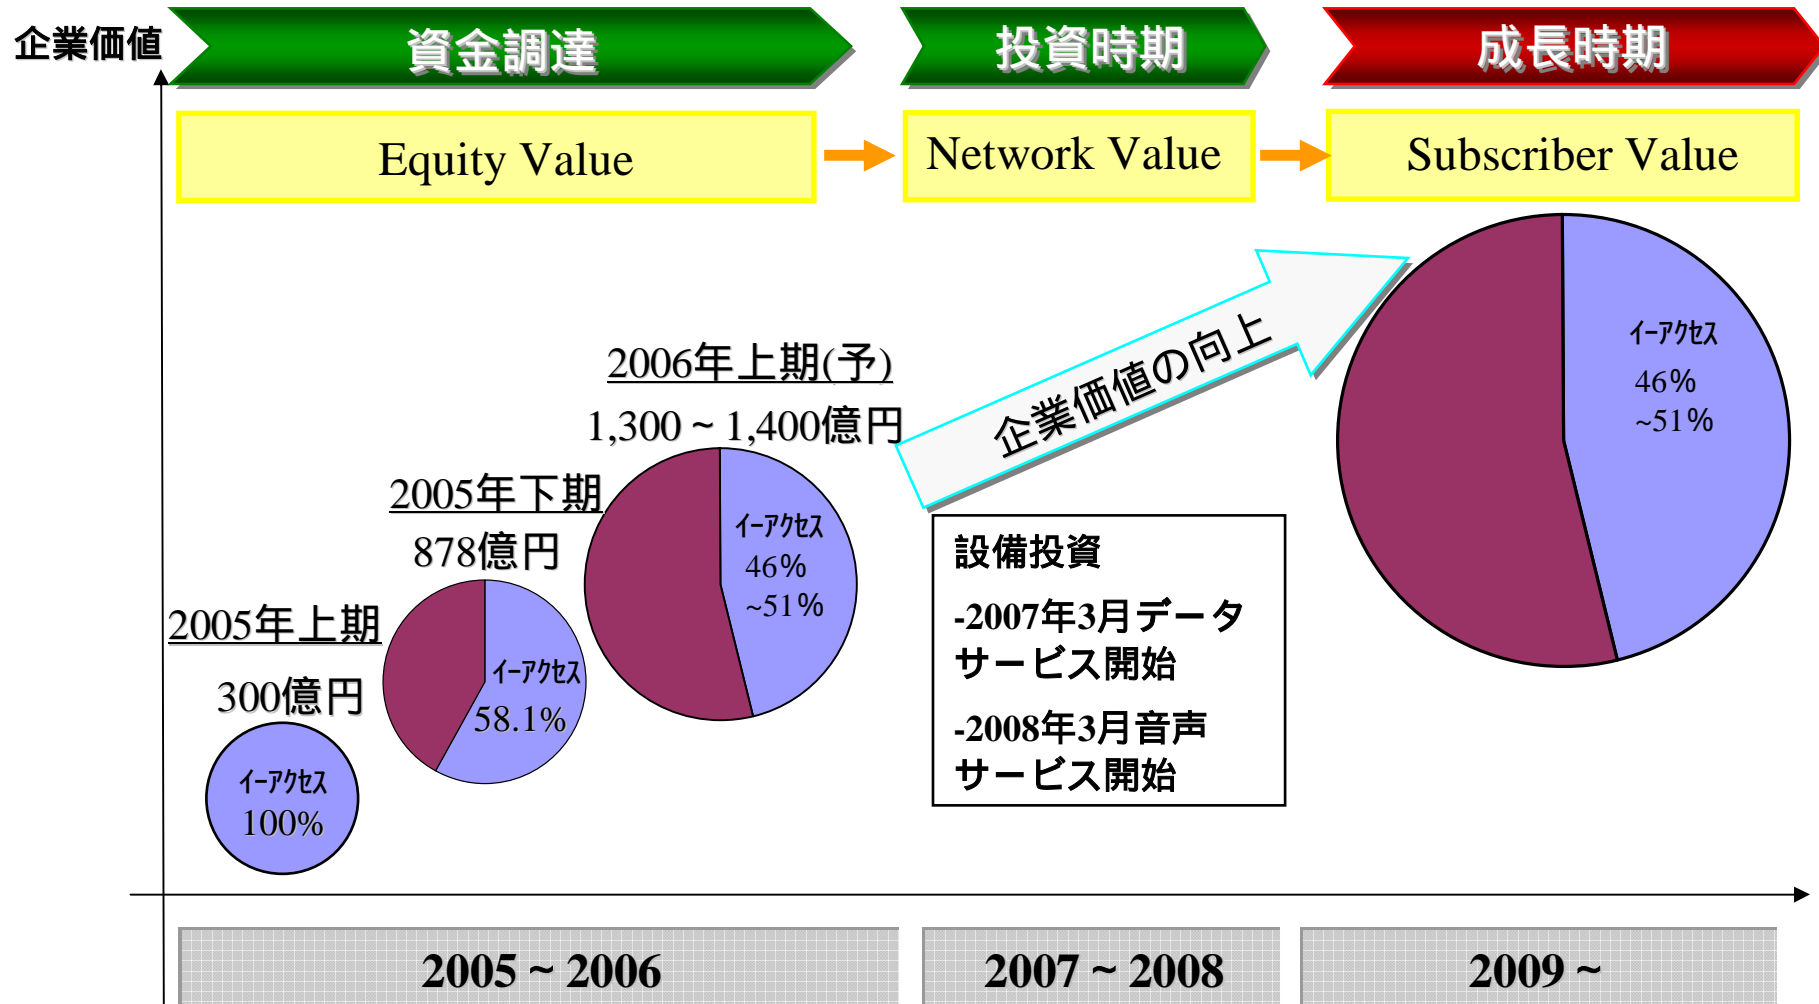 企業価値
資金調達
投資時期
成長時期
Equity Value
Network Value
Subscriber Value
企業価値の向上
2006年上期(予)
1,300 ~ 1,400億円
ｲｰｱｸｾｽ
46%
~51%
2005年下期
878億円
ｲｰｱｸｾｽ
58.1%
2005年上期
300億円
ｲｰｱｸｾｽ
100%
設備投資
-2007年3月データ
サービス開始
-2008年3月音声
サービス開始
ｲｰｱｸｾｽ
46%
~51%
2005 ~ 2006
2007 ~ 2008
2009 ~